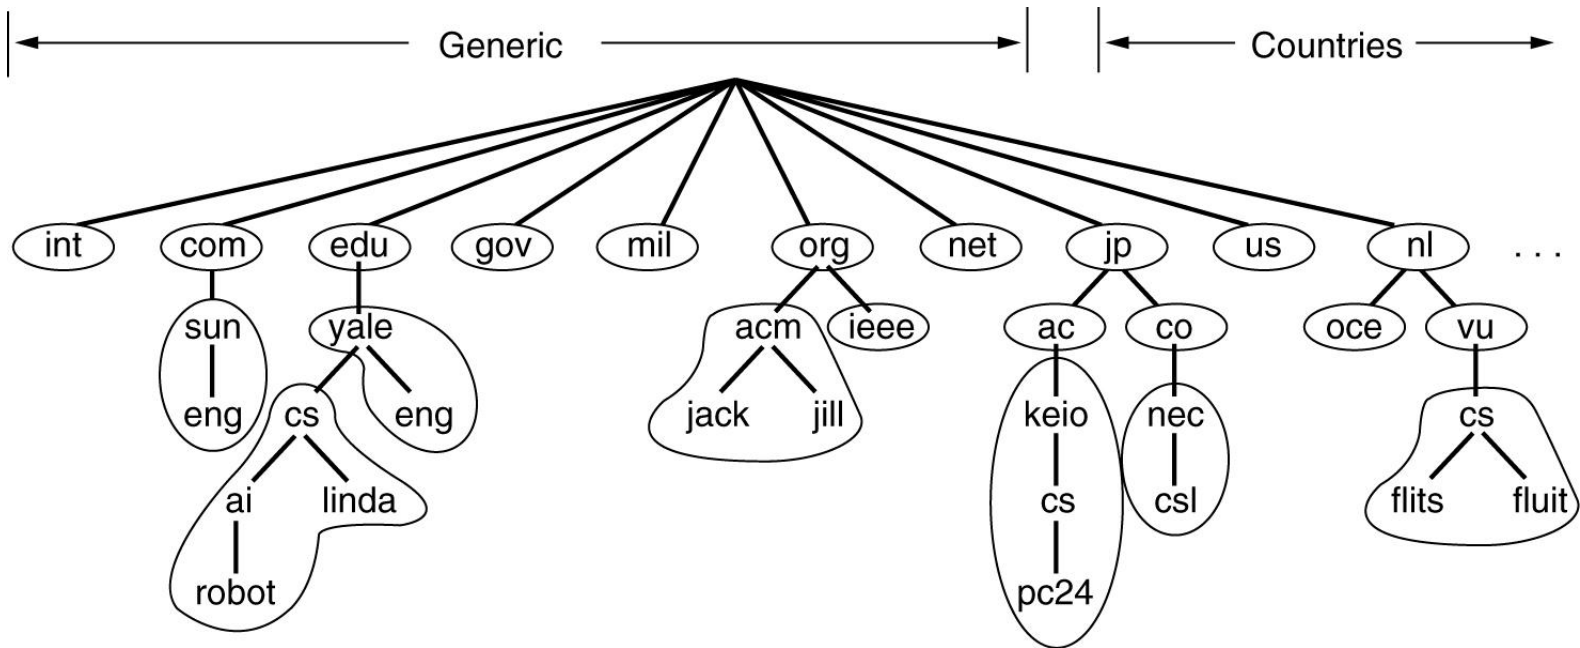 Generic Countries
int com edu gov mil org net jp us nl . . .
sun yale acm ieee ac co oce vu
eng cs eng jack jill keio nec cs
ai linda cs csl flits fluit
robot pc24